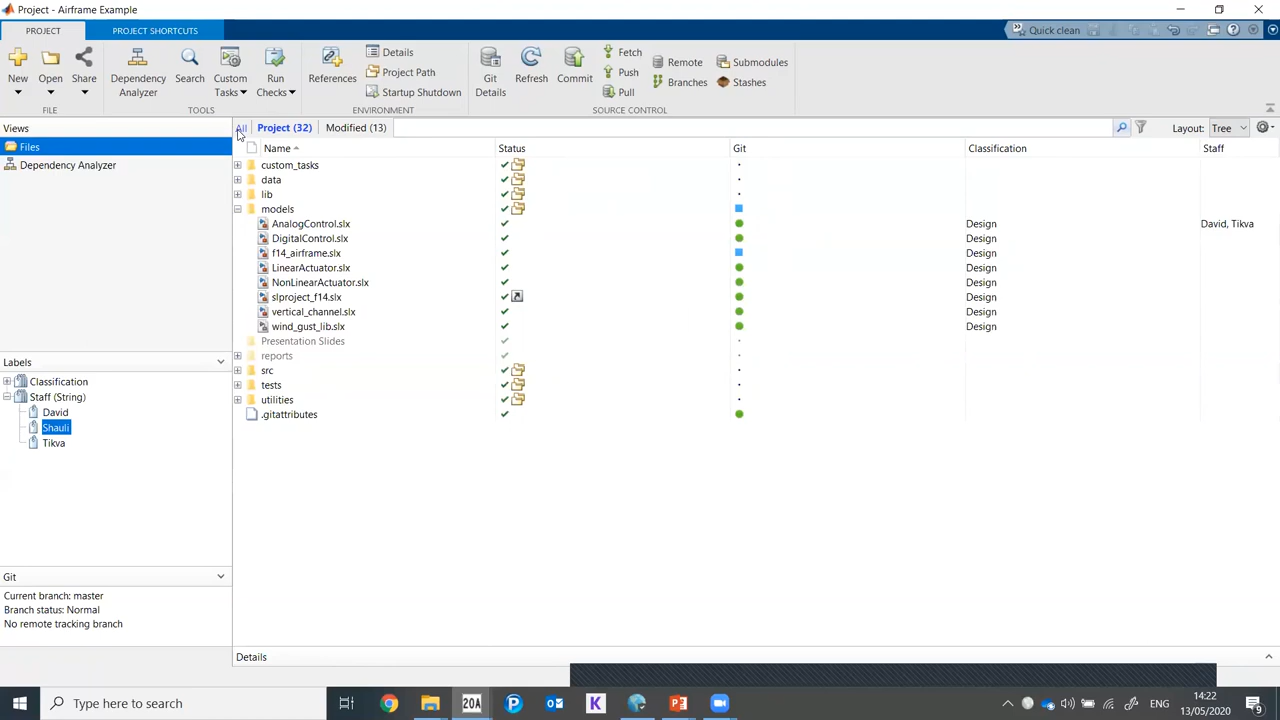 Project - Airframe Example
PROJECT
PROJECT SHORTCUTS
Quick clean
New
Open
Share
FILE
Dependency
Analyzer
Search
Custom
Tasks
Run
Checks
TOOLS
References
Details
Project Path
Startup Shutdown
ENVIRONMENT
Git
Details
Refresh
Commit
Fetch
Push
Pull
Remote
Branches
Submodules
Stashes
SOURCE CONTROL
Views
Files
Dependency Analyzer
Labels
Classification
Staff (String)
David
Shauli
Tikva
Git
Current branch: master
Branch status: Normal
No remote tracking branch
All Project (32) Modified (13) Layout: Tree
Name Status Git Classification Staff
custom_tasks
data
lib
models
AnalogControl.slx Design David, Tikva
DigitalControl.slx Design
f14_airframe.slx Design
LinearActuator.slx Design
NonLinearActuator.slx Design
slproject_f14.slx Design
vertical_channel.slx Design
wind_gust_lib.slx Design
Presentation Slides
reports
src
tests
utilities
.gitattributes
Details
Type here to search
20A
K
ENG
14:22
13/05/2020
9